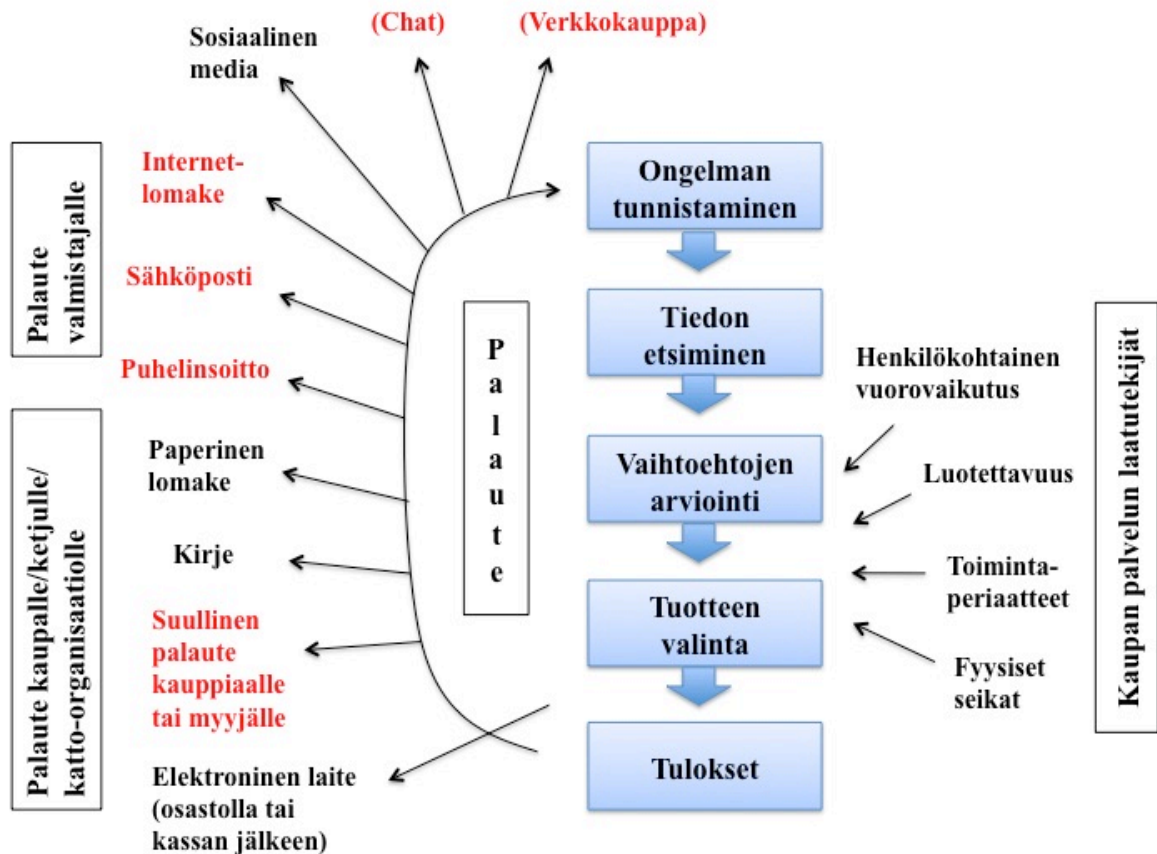 (Chat)
(Verkkokauppa)
Sosiaalinen
media
Internet-
lomake
Sähköposti
Puhelinsoitto
Paperinen
lomake
Kirje
Suullinen
palaute
kauppiaalle
tai myyjälle
Elektroninen laite
(osastolla tai
kassan jälkeen)
Palaute
valmistajalle
Palaute kaupalle/ketjulle/
katto-organisaatiolle
Palaute
Ongelman
tunnistaminen
Tiedon
etsiminen
Vaihtoehtojen
arviointi
Tuotteen
valinta
Tulokset
Henkilökohtainen
vuorovaikutus
Luotettavuus
Toiminta-
periaatteet
Fyysiset
seikat
Kaupan palvelun laatutekijät